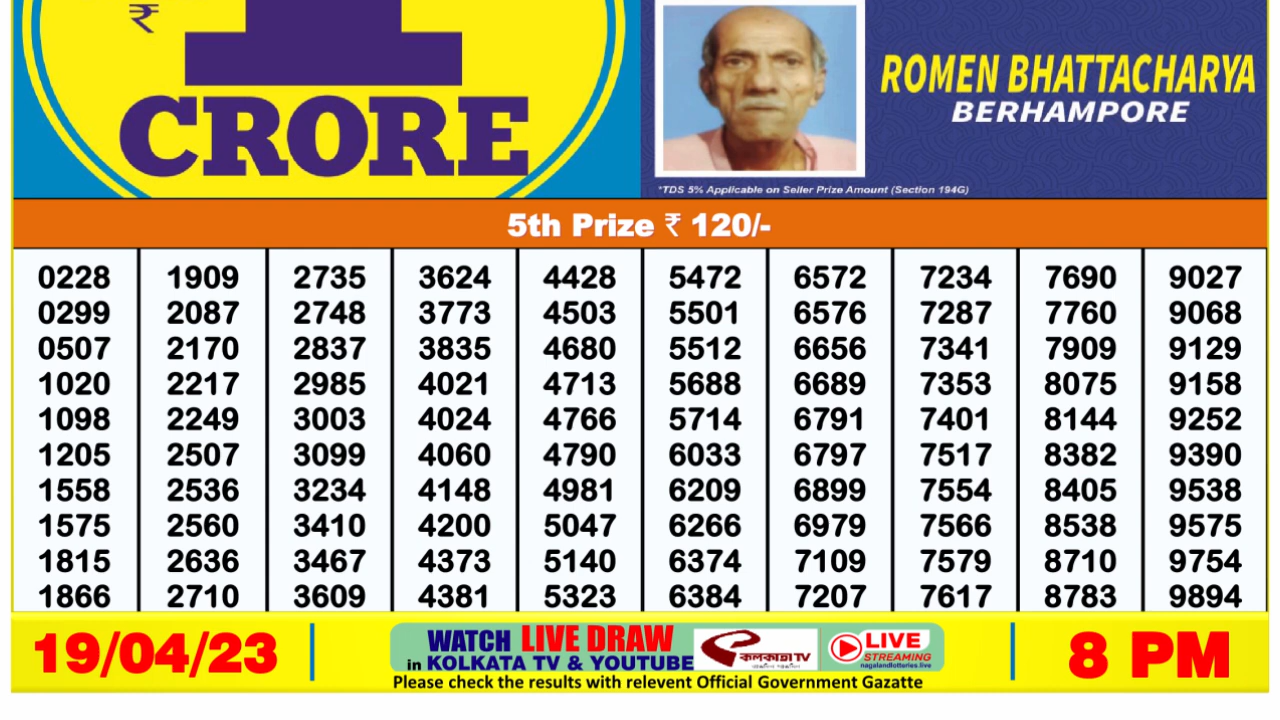 ₹
CRORE
ROMEN BHATTACHARYA
BERHAMPORE
*TDS 5% Applicable on Seller Prize Amount (Section 194G)
5th Prize ₹ 120/-
0228 1909 2735 3624 4428 5472 6572 7234 7690 9027
0299 2087 2748 3773 4503 5501 6576 7287 7760 9068
0507 2170 2837 3835 4680 5512 6656 7341 7909 9129
1020 2217 2985 4021 4713 5688 6689 7353 8075 9158
1098 2249 3003 4024 4766 5714 6791 7401 8144 9252
1205 2507 3099 4060 4790 6033 6797 7517 8382 9390
1558 2536 3234 4148 4981 6209 6899 7554 8405 9538
1575 2560 3410 4200 5047 6266 6979 7566 8538 9575
1815 2636 3467 4373 5140 6374 7109 7579 8710 9754
1866 2710 3609 4381 5323 6384 7207 7617 8783 9894
19/04/23
WATCH LIVE DRAW
in KOLKATA TV & YOUTUBE
কলকাতা TV
LIVE
STREAMING
nagalandlotteries.live
8 PM
Please check the results with relevent Official Government Gazatte